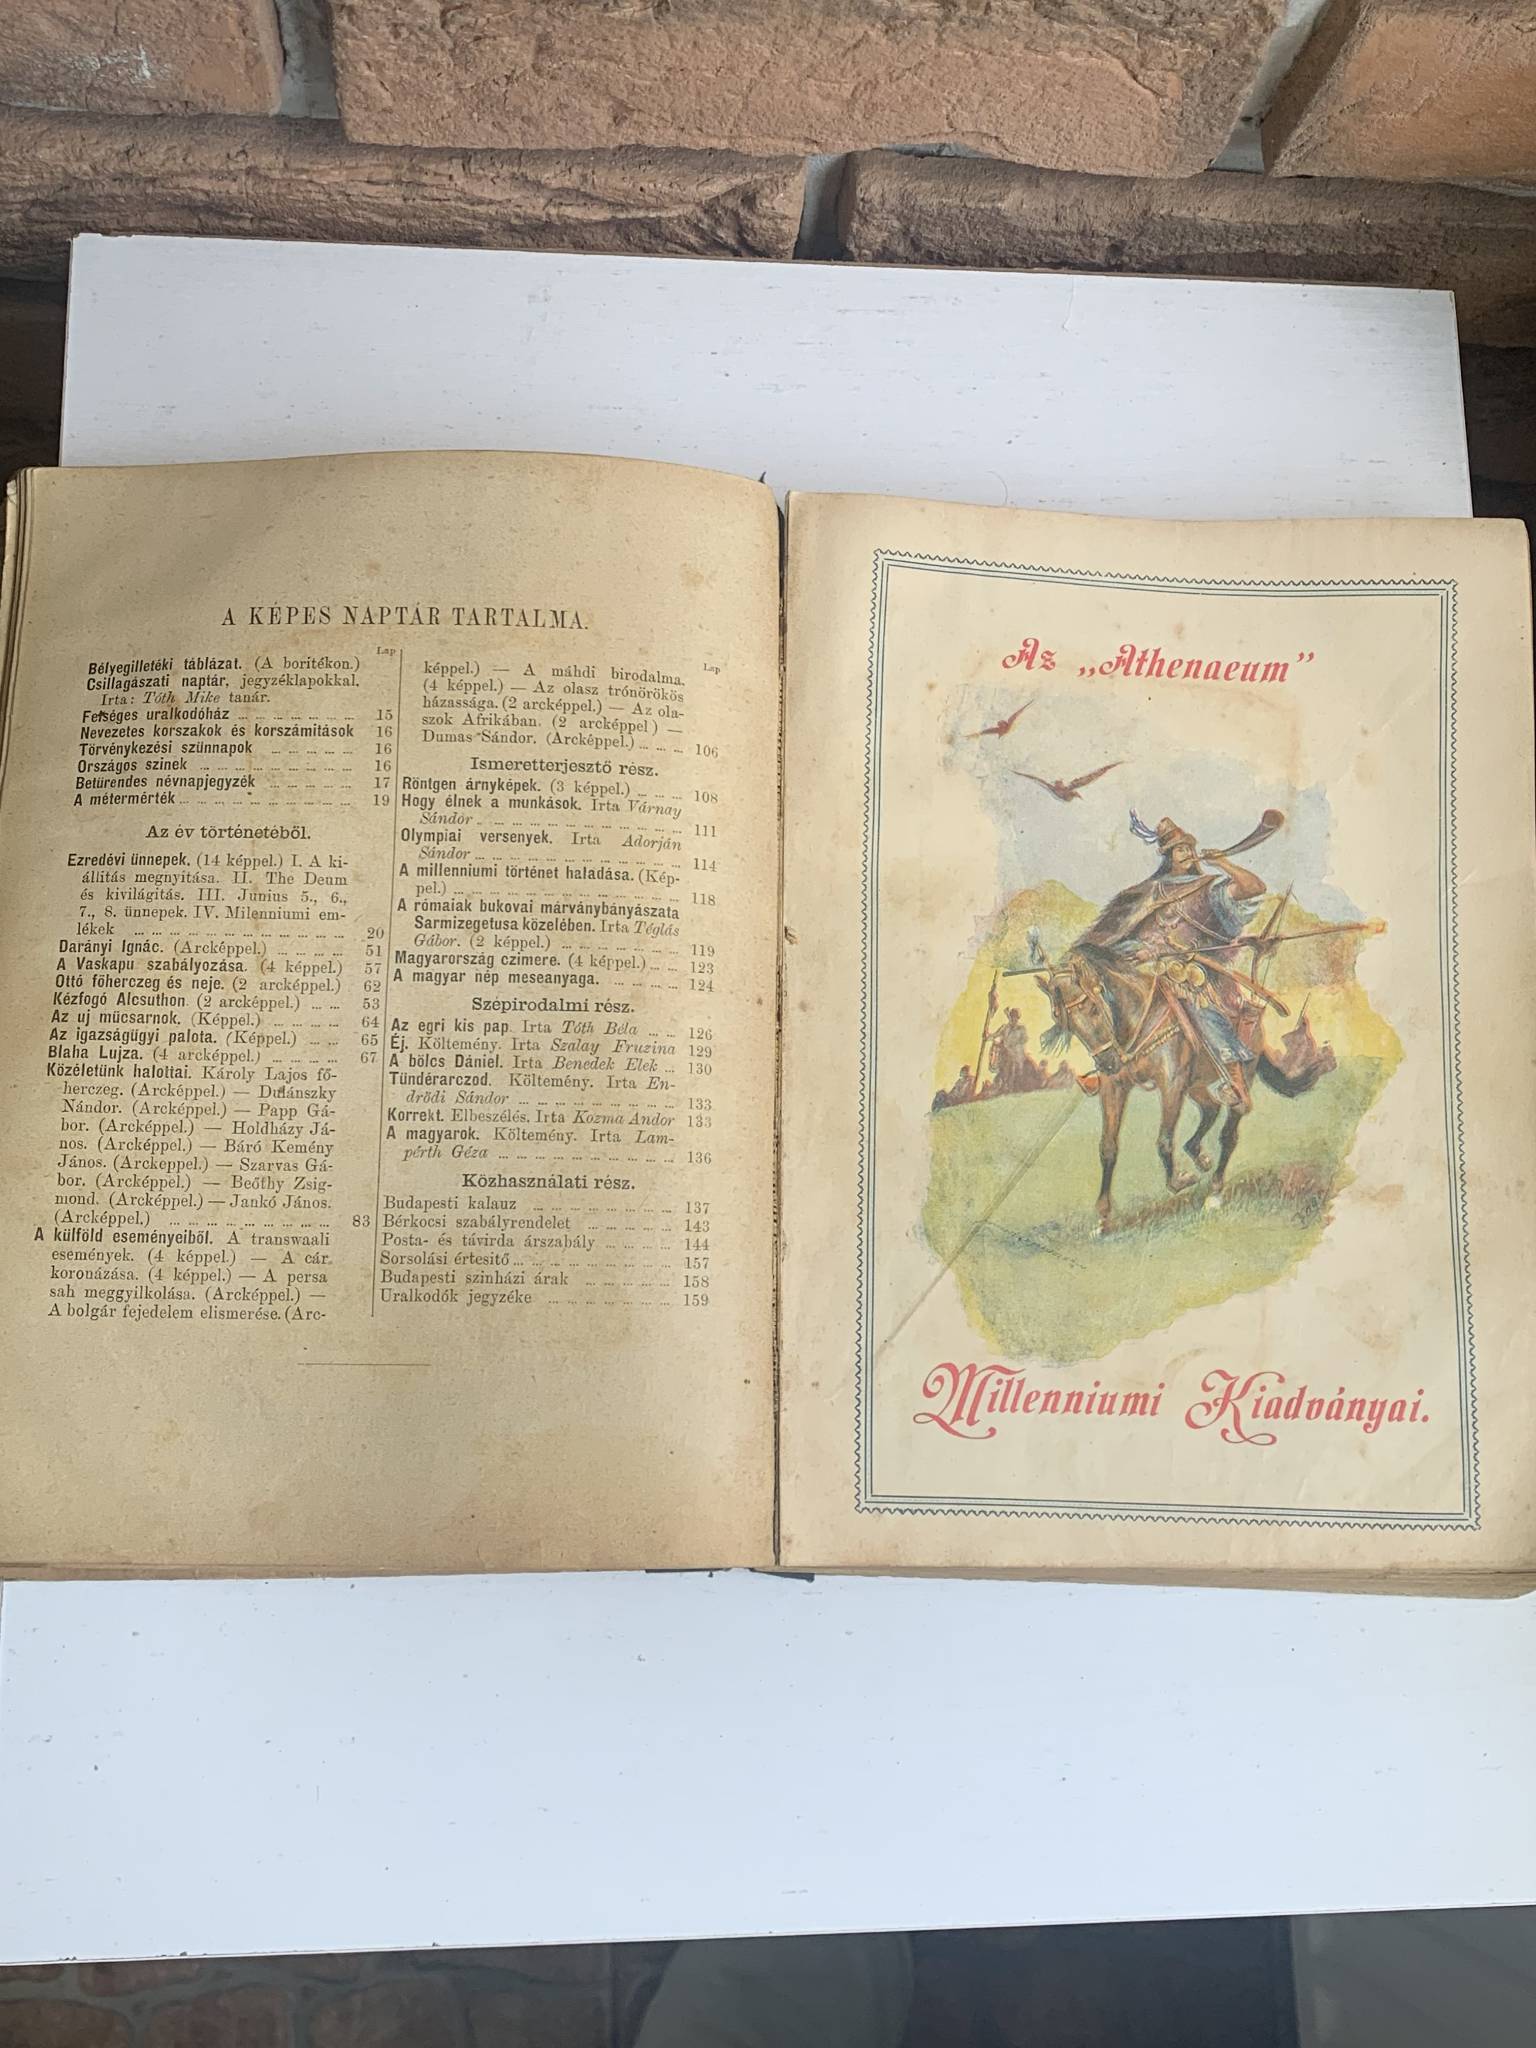 A KÉPES NAPTÁR TARTALMA.
Lap
Bélyegilletéki táblázat. (A boritékon.)
Csillagászati naptár, jegyzéklapokkal.
Irta: Tóth Mike tanár.
Felséges uralkodóház ... ... ... ... ... ... ... 15
Nevezetes korszakok és korszámitások 16
Törvénykezési szünnapok ... ... ... ... ... 16
Országos szinek ... ... ... ... ... ... ... ... ... 16
Betürendes névnapjegyzék ... ... ... ... ... 17
A métermérték ... ... ... ... ... ... ... ... ... ... 19
Az év történetéből.
Ezredévi ünnepek. (14 képpel.) I. A ki-
állitás megnyitása. II. The Deum
és kivilágitás. III. Junius 5., 6.,
7., 8. ünnepek. IV. Milenniumi em-
lékek ... ... ... ... ... ... ... ... ... ... ... ... 20
Darányi Ignác. (Arcképpel.) ... ... ... ... 51
A Vaskapu szabályozása. (4 képpel.) 57
Ottó főherczeg és neje. (2 arcképpel.) 62
Kézfogó Alcsuthon (2 arcképpel.) ... ... 53
Az uj műcsarnok. (Képpel.) ... ... ... ... 64
Az igazságügyi palota. (Képpel.) ... ... 65
Blaha Lujza. (4 arcképpel.) ... ... ... ... 67
Közéletünk halottai. Károly Lajos fő-
herczeg. (Arcképpel.) — Dulánszky
Nándor. (Arcképpel.) — Papp Gá-
bor. (Arcképpel.) — Holdházy Já-
nos. (Arcképpel.) — Báró Kemény
János. (Arcképpel.) — Szarvas Gá-
bor. (Arcképpel.) — Beőthy Zsig-
mond. (Arcképpel.) — Jankó János.
(Arcképpel.) ... ... ... ... ... ... ... ... ... 83
A külföld eseményeiből. A transwaali
események. (4 képpel.) — A cár
koronázása. (4 képpel.) — A persa
sah meggyilkolása. (Arcképpel.) —
A bolgár fejedelem elismerése. (Arc-
Lap
képpel.) — A máhdi birodalma.
(4 képpel.) — Az olasz trónörökös
házassága. (2 arcképpel.) — Az ola-
szok Afrikában. (2 arcképpel) —
Dumas Sándor. (Arcképpel.) ... ... ... 106
Ismeretterjesztő rész.
Röntgen árnyképek. (3 képpel.) ... ... ... 108
Hogy élnek a munkások. Irta Várnay
Sándor ... ... ... ... ... ... ... ... ... ... ... 111
Olympiai versenyek. Irta Adorján
Sándor ... ... ... ... ... ... ... ... ... ... ... 114
A millenniumi történet haladása. (Kép-
pel.) ... ... ... ... ... ... ... ... ... ... ... ... 118
A rómaiak bukovai márványbányászata
Sarmizegetusa közelében. Irta Téglás
Gábor. (2 képpel.) ... ... ... ... ... ... ... 119
Magyarország czimere. (4 képpel.) ... ... 123
A magyar nép meseanyaga. ... ... ... ... 124
Szépirodalmi rész.
Az egri kis pap. Irta Tóth Béla ... ... 126
Éj. Költemény. Irta Szalay Fruzina 129
A bölcs Dániel. Irta Benedek Elek ... 130
Tündérarczod. Költemény. Irta En-
drődi Sándor ... ... ... ... ... ... ... ... ... 133
Korrekt. Elbeszélés. Irta Kozma Andor 133
A magyarok. Költemény. Irta Lam-
pérth Géza ... ... ... ... ... ... ... ... ... ... 136
Közhasználati rész.
Budapesti kalauz ... ... ... ... ... ... ... ... 137
Bérkocsi szabályrendelet ... ... ... ... ... 143
Posta- és távirda árszabály ... ... ... ... 144
Sorsolási értesitő ... ... ... ... ... ... ... ... ... 157
Budapesti szinházi árak ... ... ... ... ... 158
Uralkodók jegyzéke ... ... ... ... ... ... ... 159
Az „Athenaeum”
Millenniumi Kiadványai.